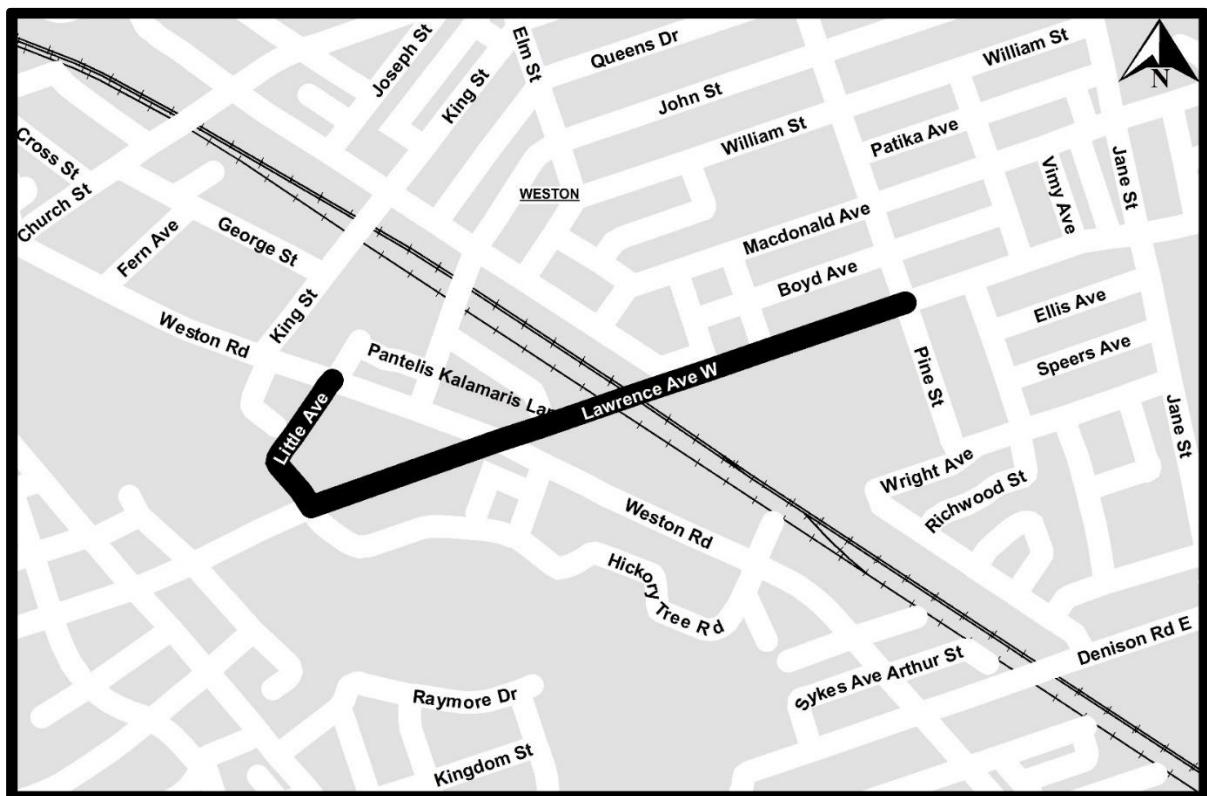 Joseph St
King St
Elm St
Queens Dr
William St
N
John St
William St
Patika Ave
Cross St
Church St
Fern Ave
George St
WESTON
Macdonald Ave
Vimy Ave
Jane St
Boyd Ave
King St
Weston Rd
Ellis Ave
Speers Ave
Pantelis Kalamaris Lan
Lawrence Ave W
Pine St
Little Ave
Jane St
Wright Ave
Richwood St
Weston Rd
Hickory Tree Rd
Denison Rd E
Sykes Ave
Arthur St
Raymore Dr
Kingdom St